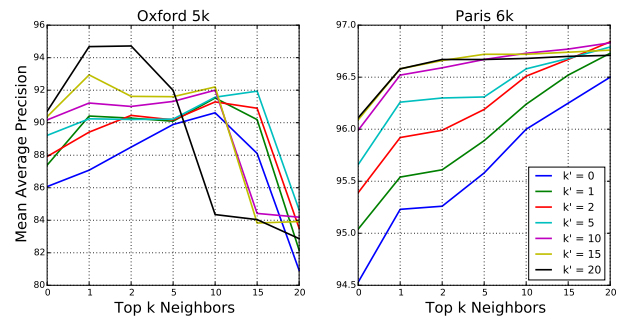 Oxford 5k
Mean Average Precision
96
94
92
90
88
86
84
82
80
0 1 2 5 10 15 20
Top k Neighbors
Paris 6k
97.0
96.5
96.0
95.5
95.0
94.5
k' = 0
k' = 1
k' = 2
k' = 5
k' = 10
k' = 15
k' = 20
0 1 2 5 10 15 20
Top k Neighbors